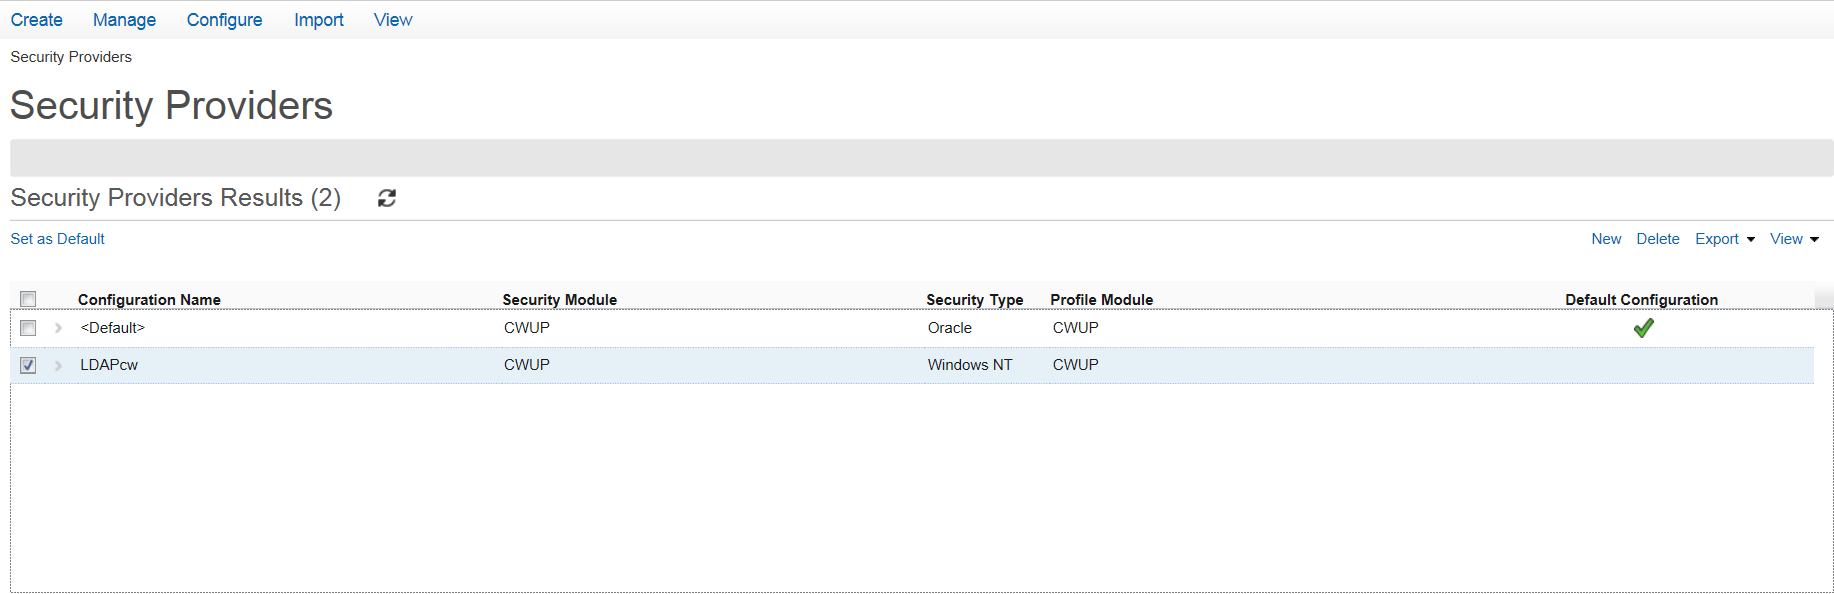 Create Manage Configure Import View
Security Providers
Security Providers
Security Providers Results (2)
Set as Default New Delete Export View
Configuration Name Security Module Security Type Profile Module Default Configuration
<Default> CWUP Oracle CWUP
LDAPcw CWUP Windows NT CWUP